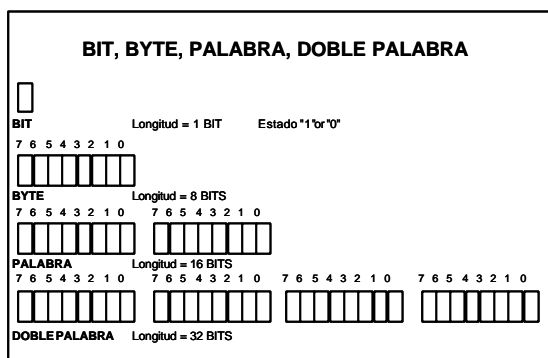 BIT, BYTE, PALABRA, DOBLE PALABRA
BIT Longitud = 1 BIT Estado "1"or"0"
7 6 5 4 3 2 1 0
BYTE Longitud = 8 BITS
7 6 5 4 3 2 1 0 7 6 5 4 3 2 1 0
PALABRA Longitud = 16 BITS
7 6 5 4 3 2 1 0 7 6 5 4 3 2 1 0 7 6 5 4 3 2 1 0 7 6 5 4 3 2 1 0
DOBLE PALABRA Longitud = 32 BITS